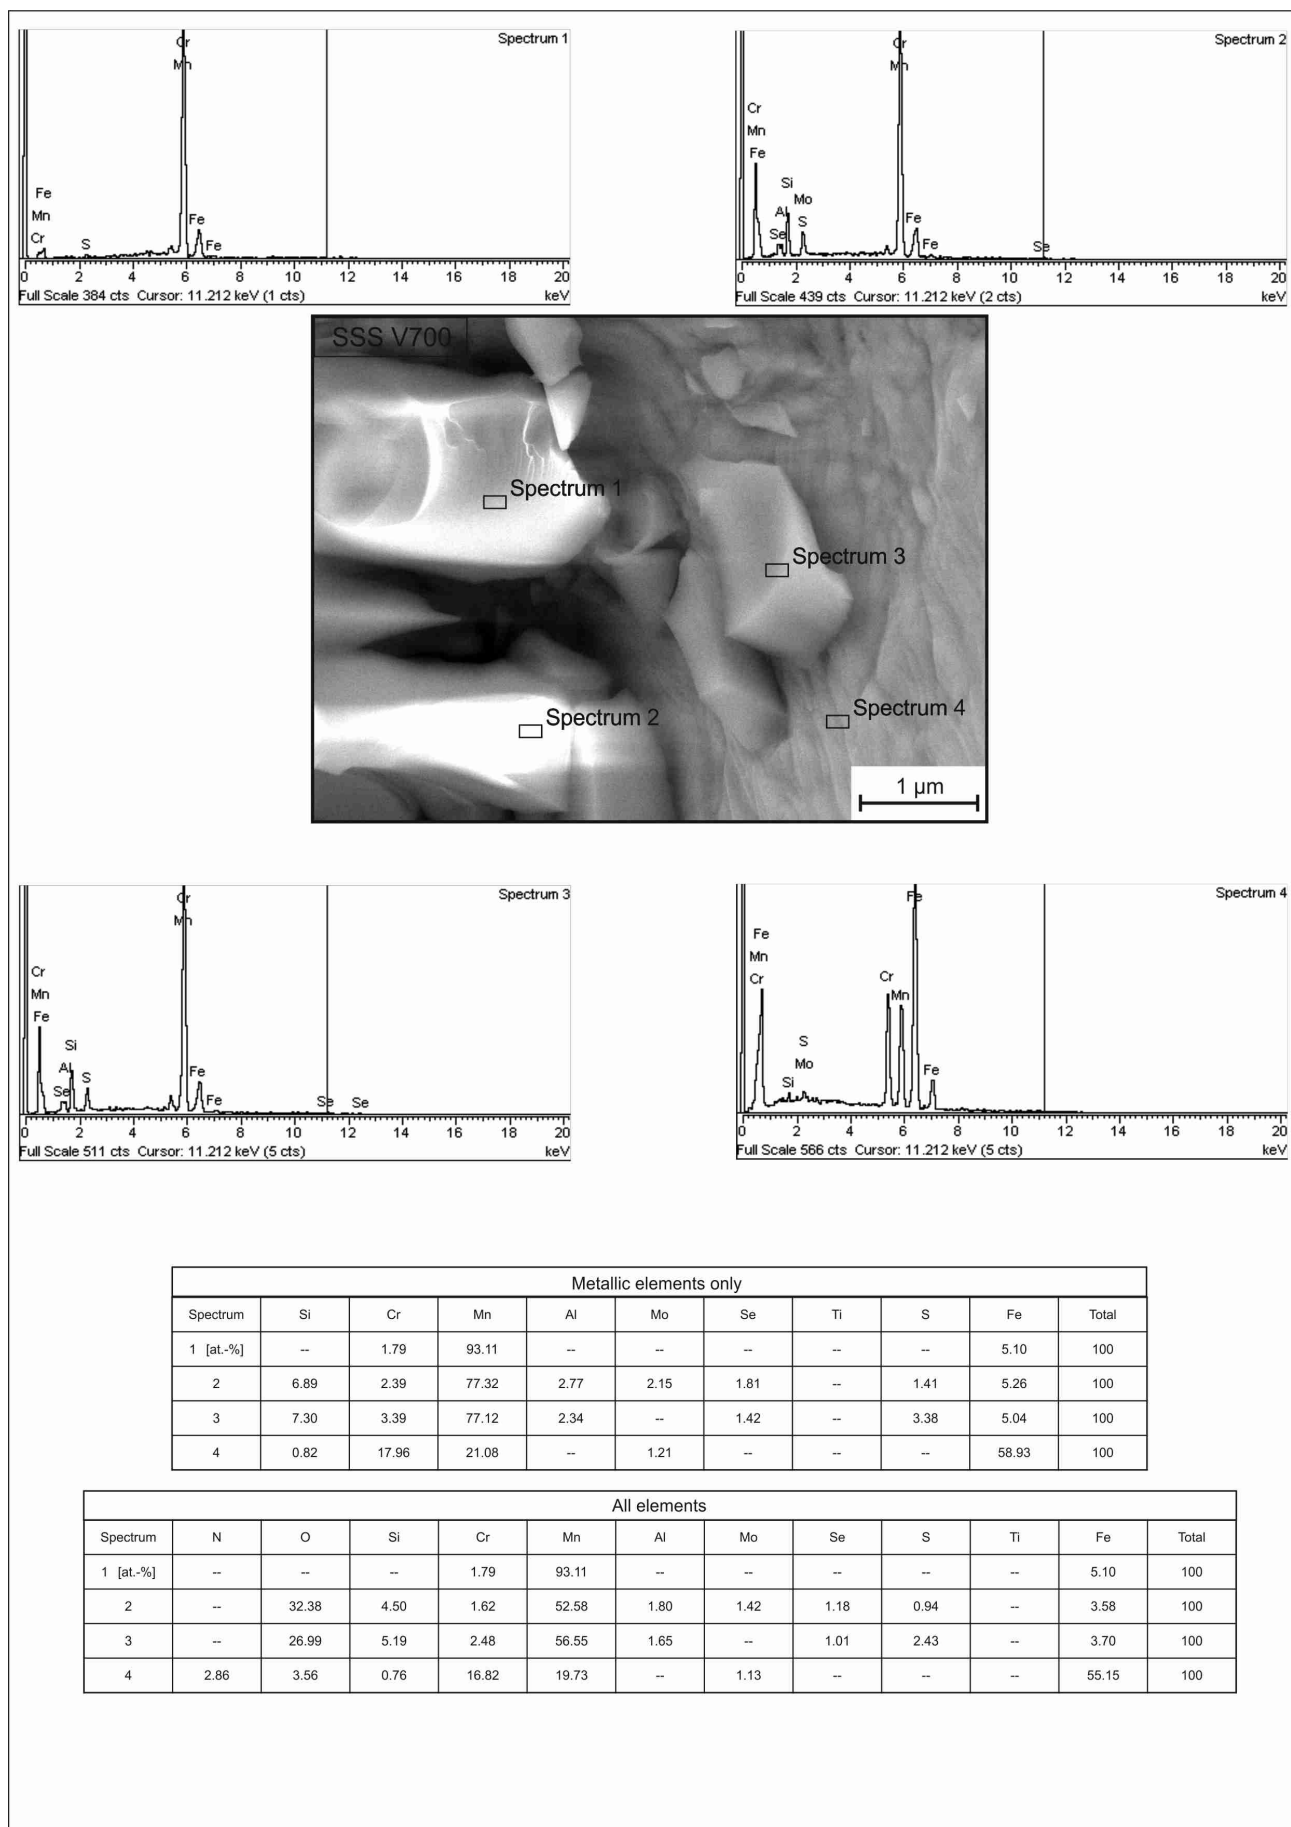 Spectrum 1
Cr
Mn
Fe
Mn
Cr
S
Fe
Fe
0 2 4 6 8 10 12 14 16 18 20
Full Scale 384 cts Cursor: 11.212 keV (1 cts) keV
Spectrum 2
Cr
Mn
Cr
Mn
Fe
Si
Mo
Al
S
Se
Fe
Fe
Se
0 2 4 6 8 10 12 14 16 18 20
Full Scale 439 cts Cursor: 11.212 keV (2 cts) keV
SSS V700
Spectrum 1
Spectrum 3
Spectrum 2
Spectrum 4
1 µm
Spectrum 3
Cr
Mn
Cr
Mn
Fe
Si
Al
Se
S
Fe
Fe
Se
Se
0 2 4 6 8 10 12 14 16 18 20
Full Scale 511 cts Cursor: 11.212 keV (5 cts) keV
Spectrum 4
Fe
Fe
Mn
Cr
Cr
Mn
S
Mo
Si
Fe
0 2 4 6 8 10 12 14 16 18 20
Full Scale 566 cts Cursor: 11.212 keV (5 cts) keV
Metallic elements only
Spectrum Si Cr Mn Al Mo Se Ti S Fe Total
1 [at.-%] -- 1.79 93.11 -- -- -- -- -- 5.10 100
2 6.89 2.39 77.32 2.77 2.15 1.81 -- 1.41 5.26 100
3 7.30 3.39 77.12 2.34 -- 1.42 -- 3.38 5.04 100
4 0.82 17.96 21.08 -- 1.21 -- -- -- 58.93 100
All elements
Spectrum N O Si Cr Mn Al Mo Se S Ti Fe Total
1 [at.-%] -- -- -- 1.79 93.11 -- -- -- -- -- 5.10 100
2 -- 32.38 4.50 1.62 52.58 1.80 1.42 1.18 0.94 -- 3.58 100
3 -- 26.99 5.19 2.48 56.55 1.65 -- 1.01 2.43 -- 3.70 100
4 2.86 3.56 0.76 16.82 19.73 -- 1.13 -- -- -- 55.15 100